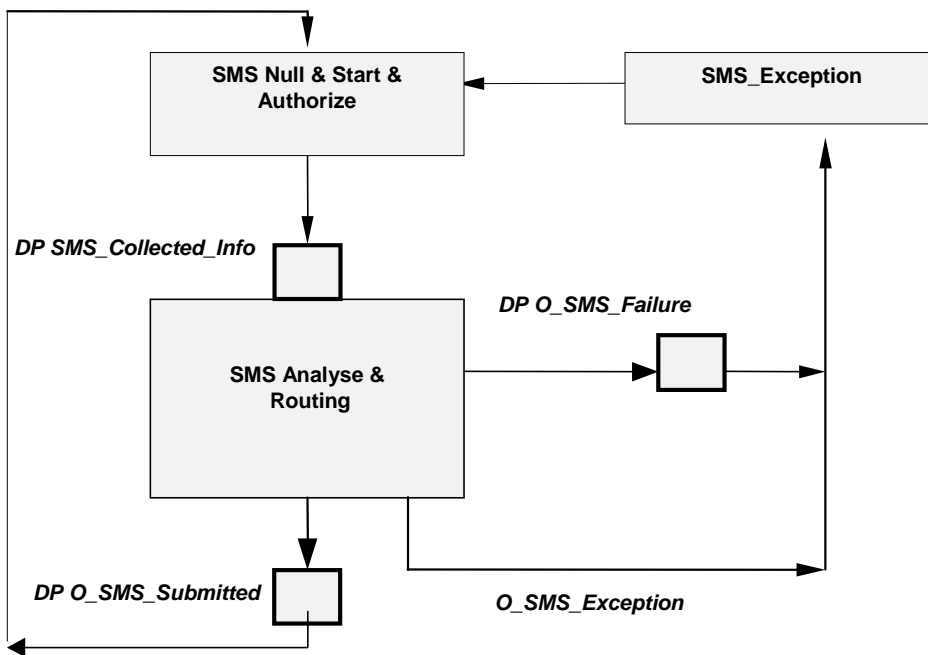 SMS Null & Start &
Authorize
SMS_Exception
DP SMS_Collected_Info
DP O_SMS_Failure
SMS Analyse &
Routing
DP O_SMS_Submitted
O_SMS_Exception